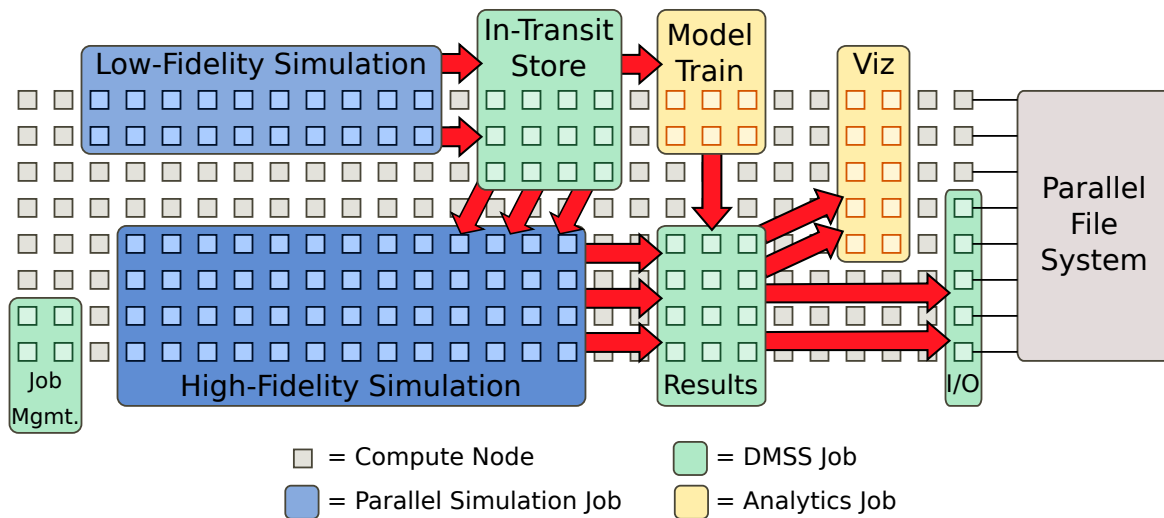 Low-Fidelity Simulation
In-Transit
Store
Model
Train
Viz
Parallel
File
System
High-Fidelity Simulation
Results
I/O
Job
Mgmt.
= Compute Node
= DMSS Job
= Parallel Simulation Job
= Analytics Job